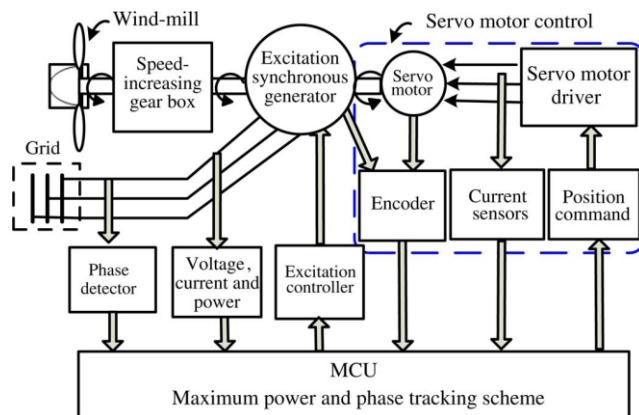 Wind-mill
Servo motor control
Speed-
increasing
gear box
Excitation
synchronous
generator
Servo
motor
Servo motor
driver
Grid
Encoder
Current
sensors
Position
command
Phase
detector
Voltage,
current and
power
Excitation
controller
MCU
Maximum power and phase tracking scheme